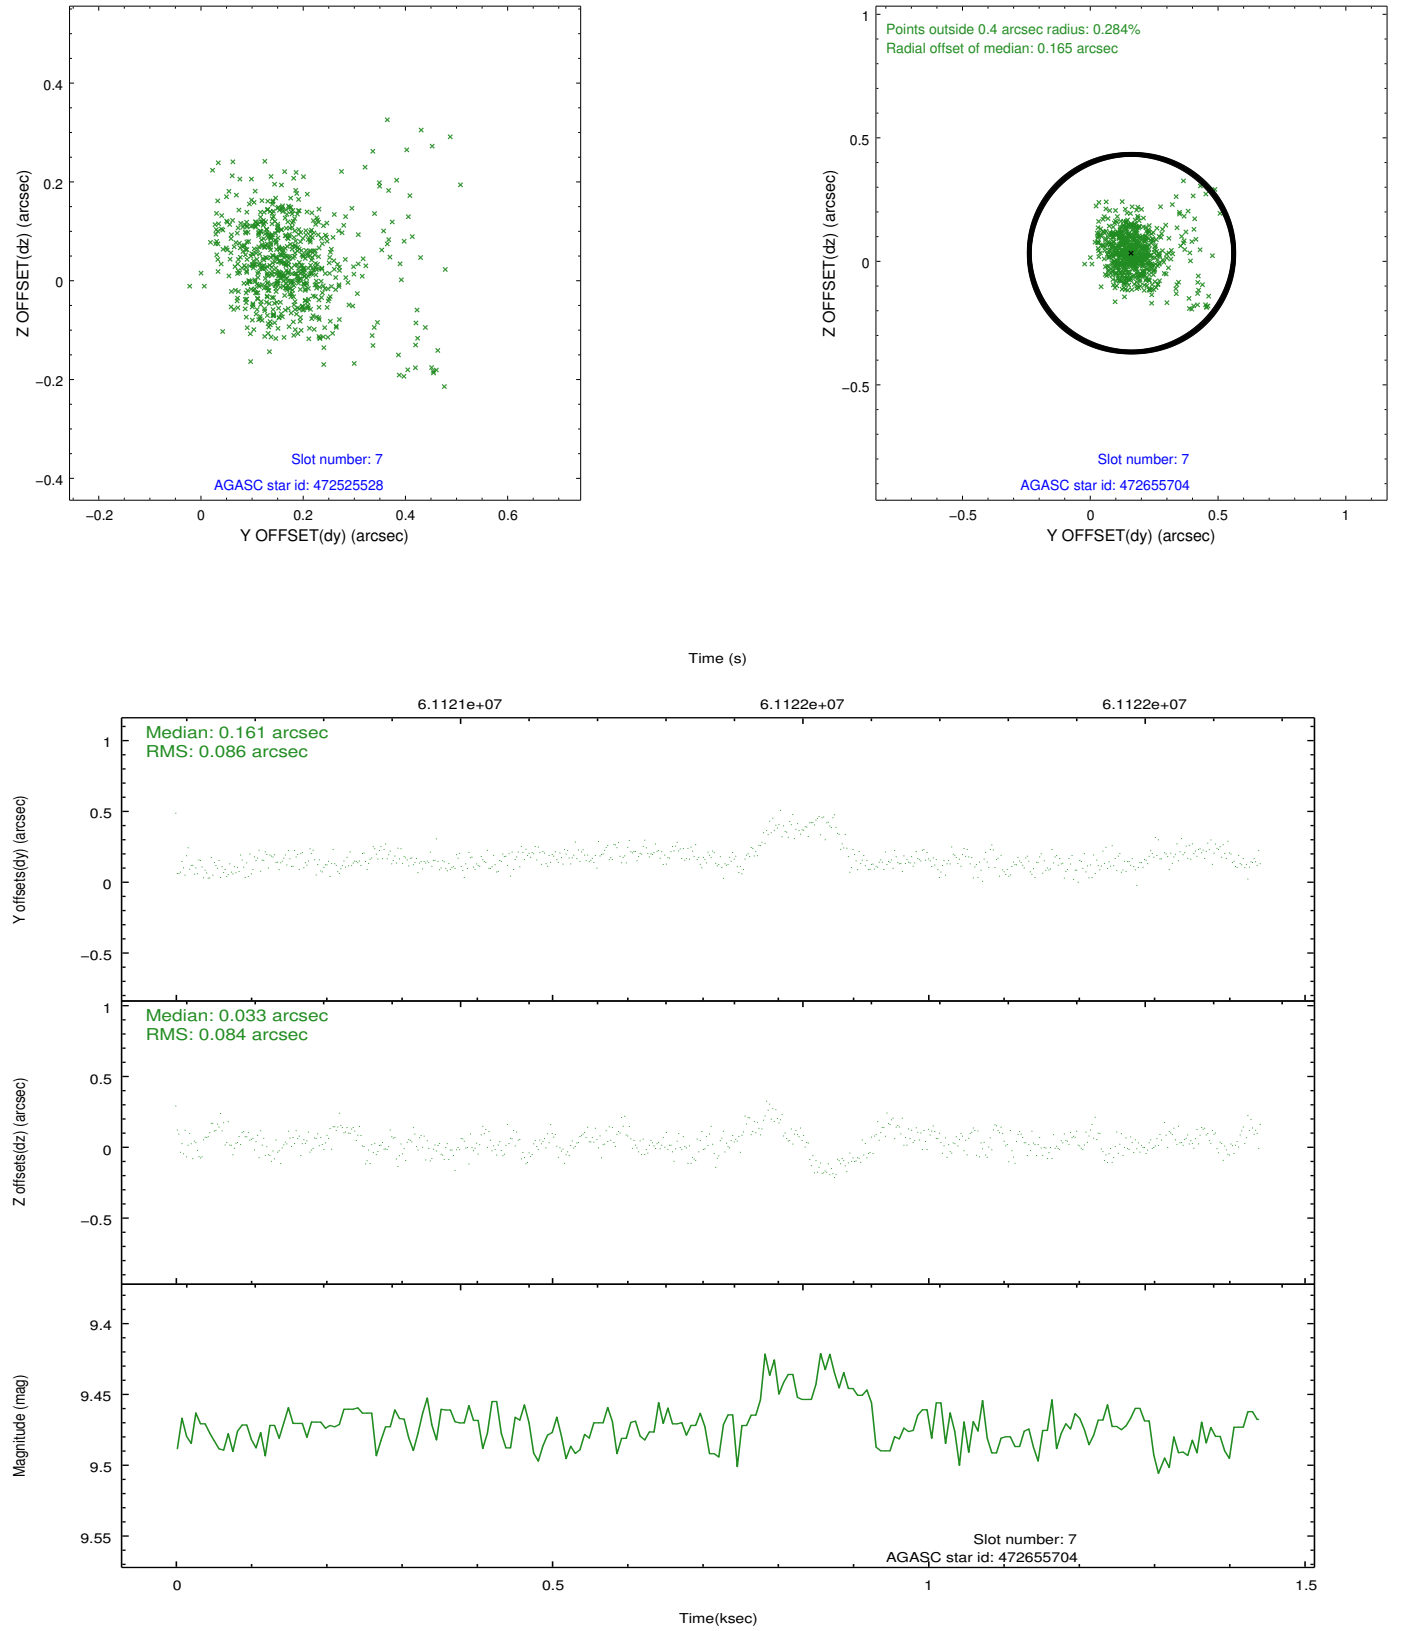 0.4
0.2
0
−0.2
−0.4
Z OFFSET(dz) (arcsec)
Slot number: 7
AGASC star id: 472525528
−0.2 0 0.2 0.4 0.6
Y OFFSET(dy) (arcsec)
Points outside 0.4 arcsec radius: 0.284%
Radial offset of median: 0.165 arcsec
1
0.5
0
−0.5
Z OFFSET(dz) (arcsec)
Slot number: 7
AGASC star id: 472655704
−0.5 0 0.5 1
Y OFFSET(dy) (arcsec)
Time (s)
6.1121e+07 6.1122e+07 6.1122e+07
Median: 0.161 arcsec
RMS: 0.086 arcsec
1
0.5
0
−0.5
Y offsets(dy) (arcsec)
Median: 0.033 arcsec
RMS: 0.084 arcsec
1
0.5
0
−0.5
Z offsets(dz) (arcsec)
9.4
9.45
9.5
9.55
Magnitude (mag)
Slot number: 7
AGASC star id: 472655704
0 0.5 1 1.5
Time(ksec)